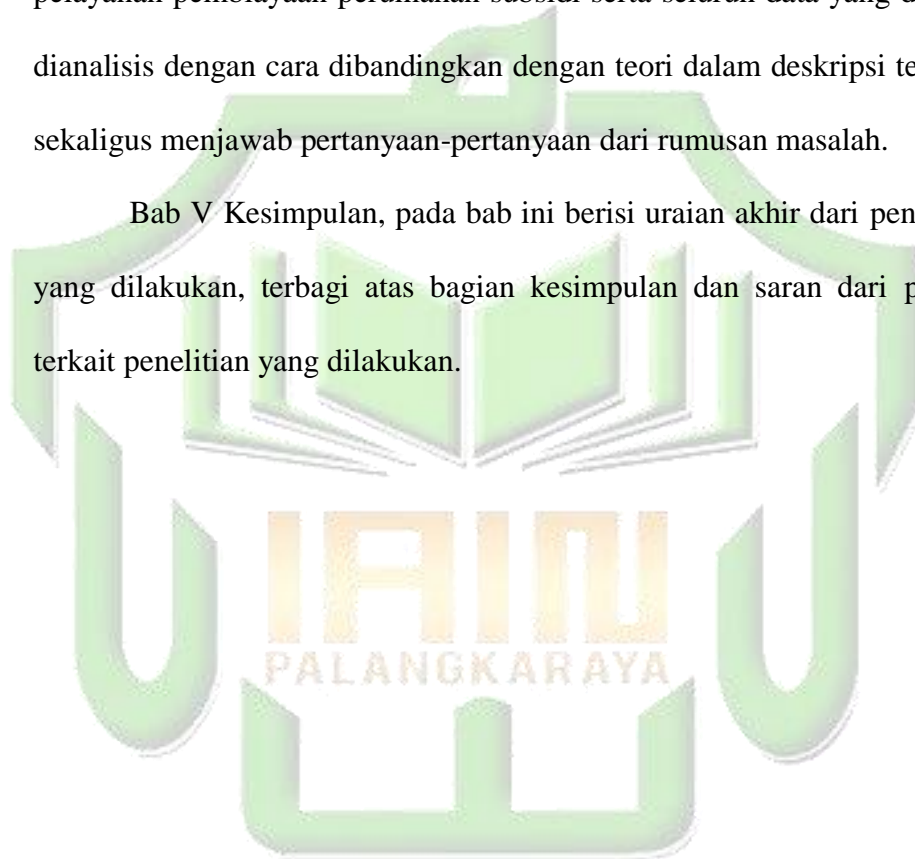 pelayanan pembiayaan perumahan subsidi serta seluruh data yang
dianalisis dengan cara dibandingkan dengan teori dalam deskripsi
sekaligus menjawab pertanyaan-pertanyaan dari rumusan masalah.
Bab V Kesimpulan, pada bab ini berisi uraian akhir dari
yang dilakukan, terbagi atas bagian kesimpulan dan saran dari
terkait penelitian yang dilakukan.
IAIN
PALANGKARAYA